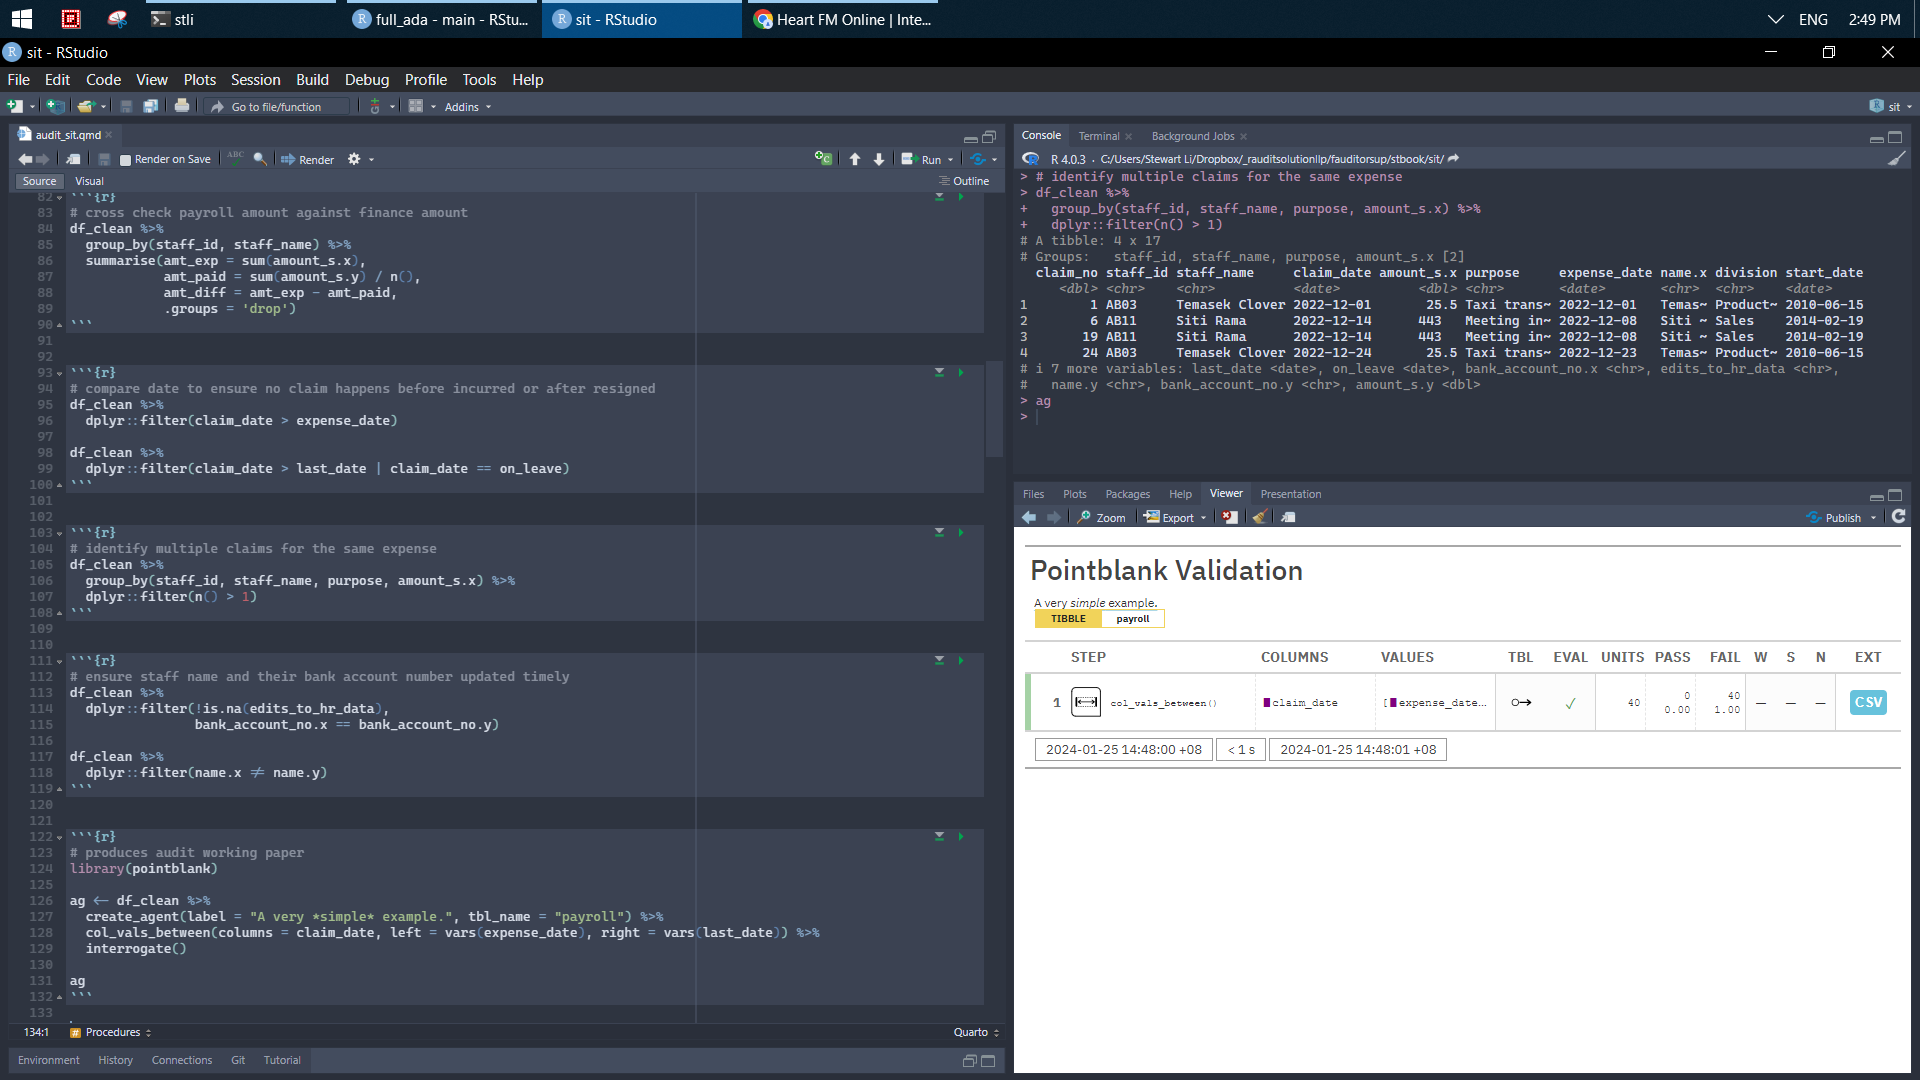 stli
full_ada - main - RStu...
sit - RStudio
Heart FM Online | Inte...
ENG
2:49 PM
sit - RStudio
File Edit Code View Plots Session Build Debug Profile Tools Help
Go to file/function
Addins
sit
audit_sit.qmd
Render on Save
ABC
Render
Run
Source Visual
Outline
82 ```{r}
83 # cross check payroll amount against finance amount
84 df_clean %>%
85 group_by(staff_id, staff_name) %>%
86 summarise(amt_exp = sum(amount_s.x),
87 amt_paid = sum(amount_s.y) / n(),
88 amt_diff = amt_exp - amt_paid,
89 .groups = 'drop')
90 ```
91
92
93 ```{r}
94 # compare date to ensure no claim happens before incurred or after resigned
95 df_clean %>%
96 dplyr::filter(claim_date > expense_date)
97
98 df_clean %>%
99 dplyr::filter(claim_date > last_date | claim_date == on_leave)
100 ```
101
102
103 ```{r}
104 # identify multiple claims for the same expense
105 df_clean %>%
106 group_by(staff_id, staff_name, purpose, amount_s.x) %>%
107 dplyr::filter(n() > 1)
108 ```
109
110
111 ```{r}
112 # ensure staff name and their bank account number updated timely
113 df_clean %>%
114 dplyr::filter(!is.na(edits_to_hr_data),
115 bank_account_no.x == bank_account_no.y)
116
117 df_clean %>%
118 dplyr::filter(name.x != name.y)
119 ```
120
121
122 ```{r}
123 # produces audit working paper
124 library(pointblank)
125
126 ag <- df_clean %>%
127 create_agent(label = "A very *simple* example.", tbl_name = "payroll") %>%
128 col_vals_between(columns = claim_date, left = vars(expense_date), right = vars(last_date)) %>%
129 interrogate()
130
131 ag
132 ```
133
134:1 # Procedures
Quarto
Environment History Connections Git Tutorial
Console Terminal Background Jobs
R 4.0.3 · C:/Users/Stewart Li/Dropbox/_rauditsolutionllp/fauditorsup/stbook/sit/
> # identify multiple claims for the same expense
> df_clean %>%
+ group_by(staff_id, staff_name, purpose, amount_s.x) %>%
+ dplyr::filter(n() > 1)
# A tibble: 4 x 17
# Groups: staff_id, staff_name, purpose, amount_s.x [2]
claim_no staff_id staff_name claim_date amount_s.x purpose expense_date name.x division start_date
<dbl> <chr> <chr> <date> <dbl> <chr> <date> <chr> <chr> <date>
1 1 AB03 Temasek Clover 2022-12-01 25.5 Taxi trans~ 2022-12-01 Temas~ Product~ 2010-06-15
2 6 AB11 Siti Rama 2022-12-14 443 Meeting in~ 2022-12-08 Siti ~ Sales 2014-02-19
3 19 AB11 Siti Rama 2022-12-14 443 Meeting in~ 2022-12-08 Siti ~ Sales 2014-02-19
4 24 AB03 Temasek Clover 2022-12-24 25.5 Taxi trans~ 2022-12-23 Temas~ Product~ 2010-06-15
# i 7 more variables: last_date <date>, on_leave <date>, bank_account_no.x <chr>, edits_to_hr_data <chr>,
# name.y <chr>, bank_account_no.y <chr>, amount_s.y <dbl>
> ag
>
Files Plots Packages Help Viewer Presentation
Zoom Export
Publish
Pointblank Validation
A very simple example.
TIBBLE payroll
STEP COLUMNS VALUES TBL EVAL UNITS PASS FAIL W S N EXT
1 col_vals_between() claim_date [expense_date... ✓ 40 0 40 — — — CSV
0.00 1.00
2024-01-25 14:48:00 +08 < 1 s 2024-01-25 14:48:01 +08